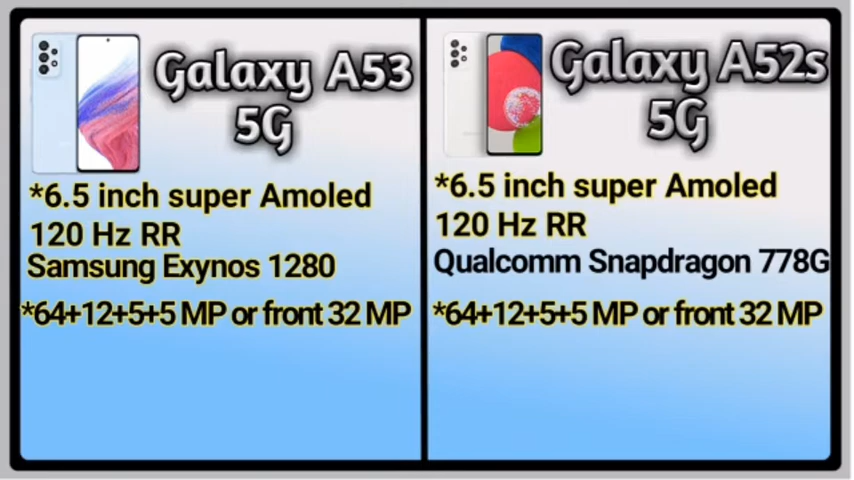 Galaxy A53
5G
*6.5 inch super Amoled
120 Hz RR
Samsung Exynos 1280
*64+12+5+5 MP or front 32 MP
Galaxy A52s
5G
*6.5 inch super Amoled
120 Hz RR
Qualcomm Snapdragon 778G
*64+12+5+5 MP or front 32 MP